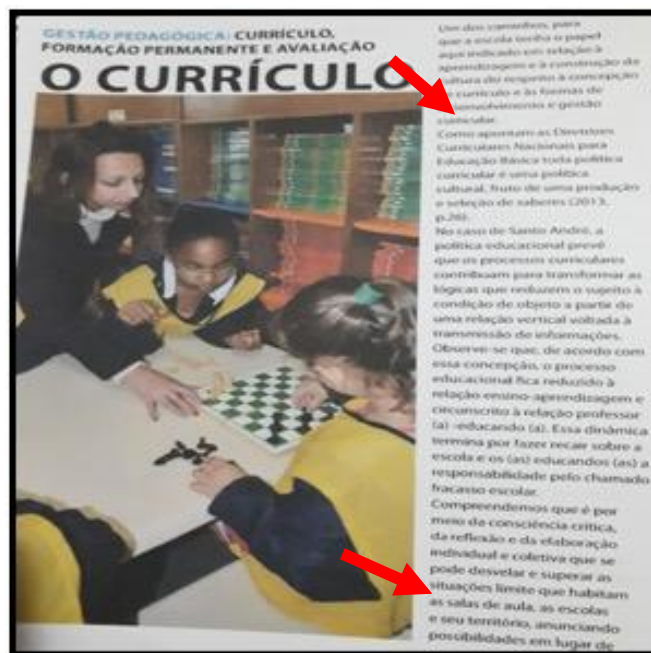 GESTÃO PEDAGÓGICA: CURRÍCULO,
FORMAÇÃO PERMANENTE E AVALIAÇÃO
O CURRÍCULO
Um dos caminhos, para
que a escola tenha o papel
aqui indicado em relação à
aprendizagem e à construção da
cultura do respeito à concepção
currículo e às formas de
desenvolvimento e gestão
curricular.
Como apontam as Diretrizes
Curriculares Nacionais para
Educação Básica toda política
curricular é uma política
cultural, fruto de uma produção
e seleção de saberes (2013,
p.26).
No caso de Santo André, a
política educacional prevê
que os processos curriculares
contribuam para transformar as
lógicas que reduzem o sujeito à
condição de objeto a partir de
uma relação vertical voltada à
transmissão de informações.
Observe-se que, de acordo com
essa concepção, o processo
educacional fica reduzido à
relação ensino-aprendizagem e
circunscrito à relação professor
(a) -educando (a). Essa dinâmica
termina por fazer recair sobre a
escola e os (as) educandos (as) a
responsabilidade pelo chamado
fracasso escolar.
Compreendemos que é por
meio da consciência crítica,
da reflexão e da elaboração
individual e coletiva que se
pode desvelar e superar as
situações limite que habitam
as salas de aula, as escolas
e seu território, anunciando
possibilidades em lugar de